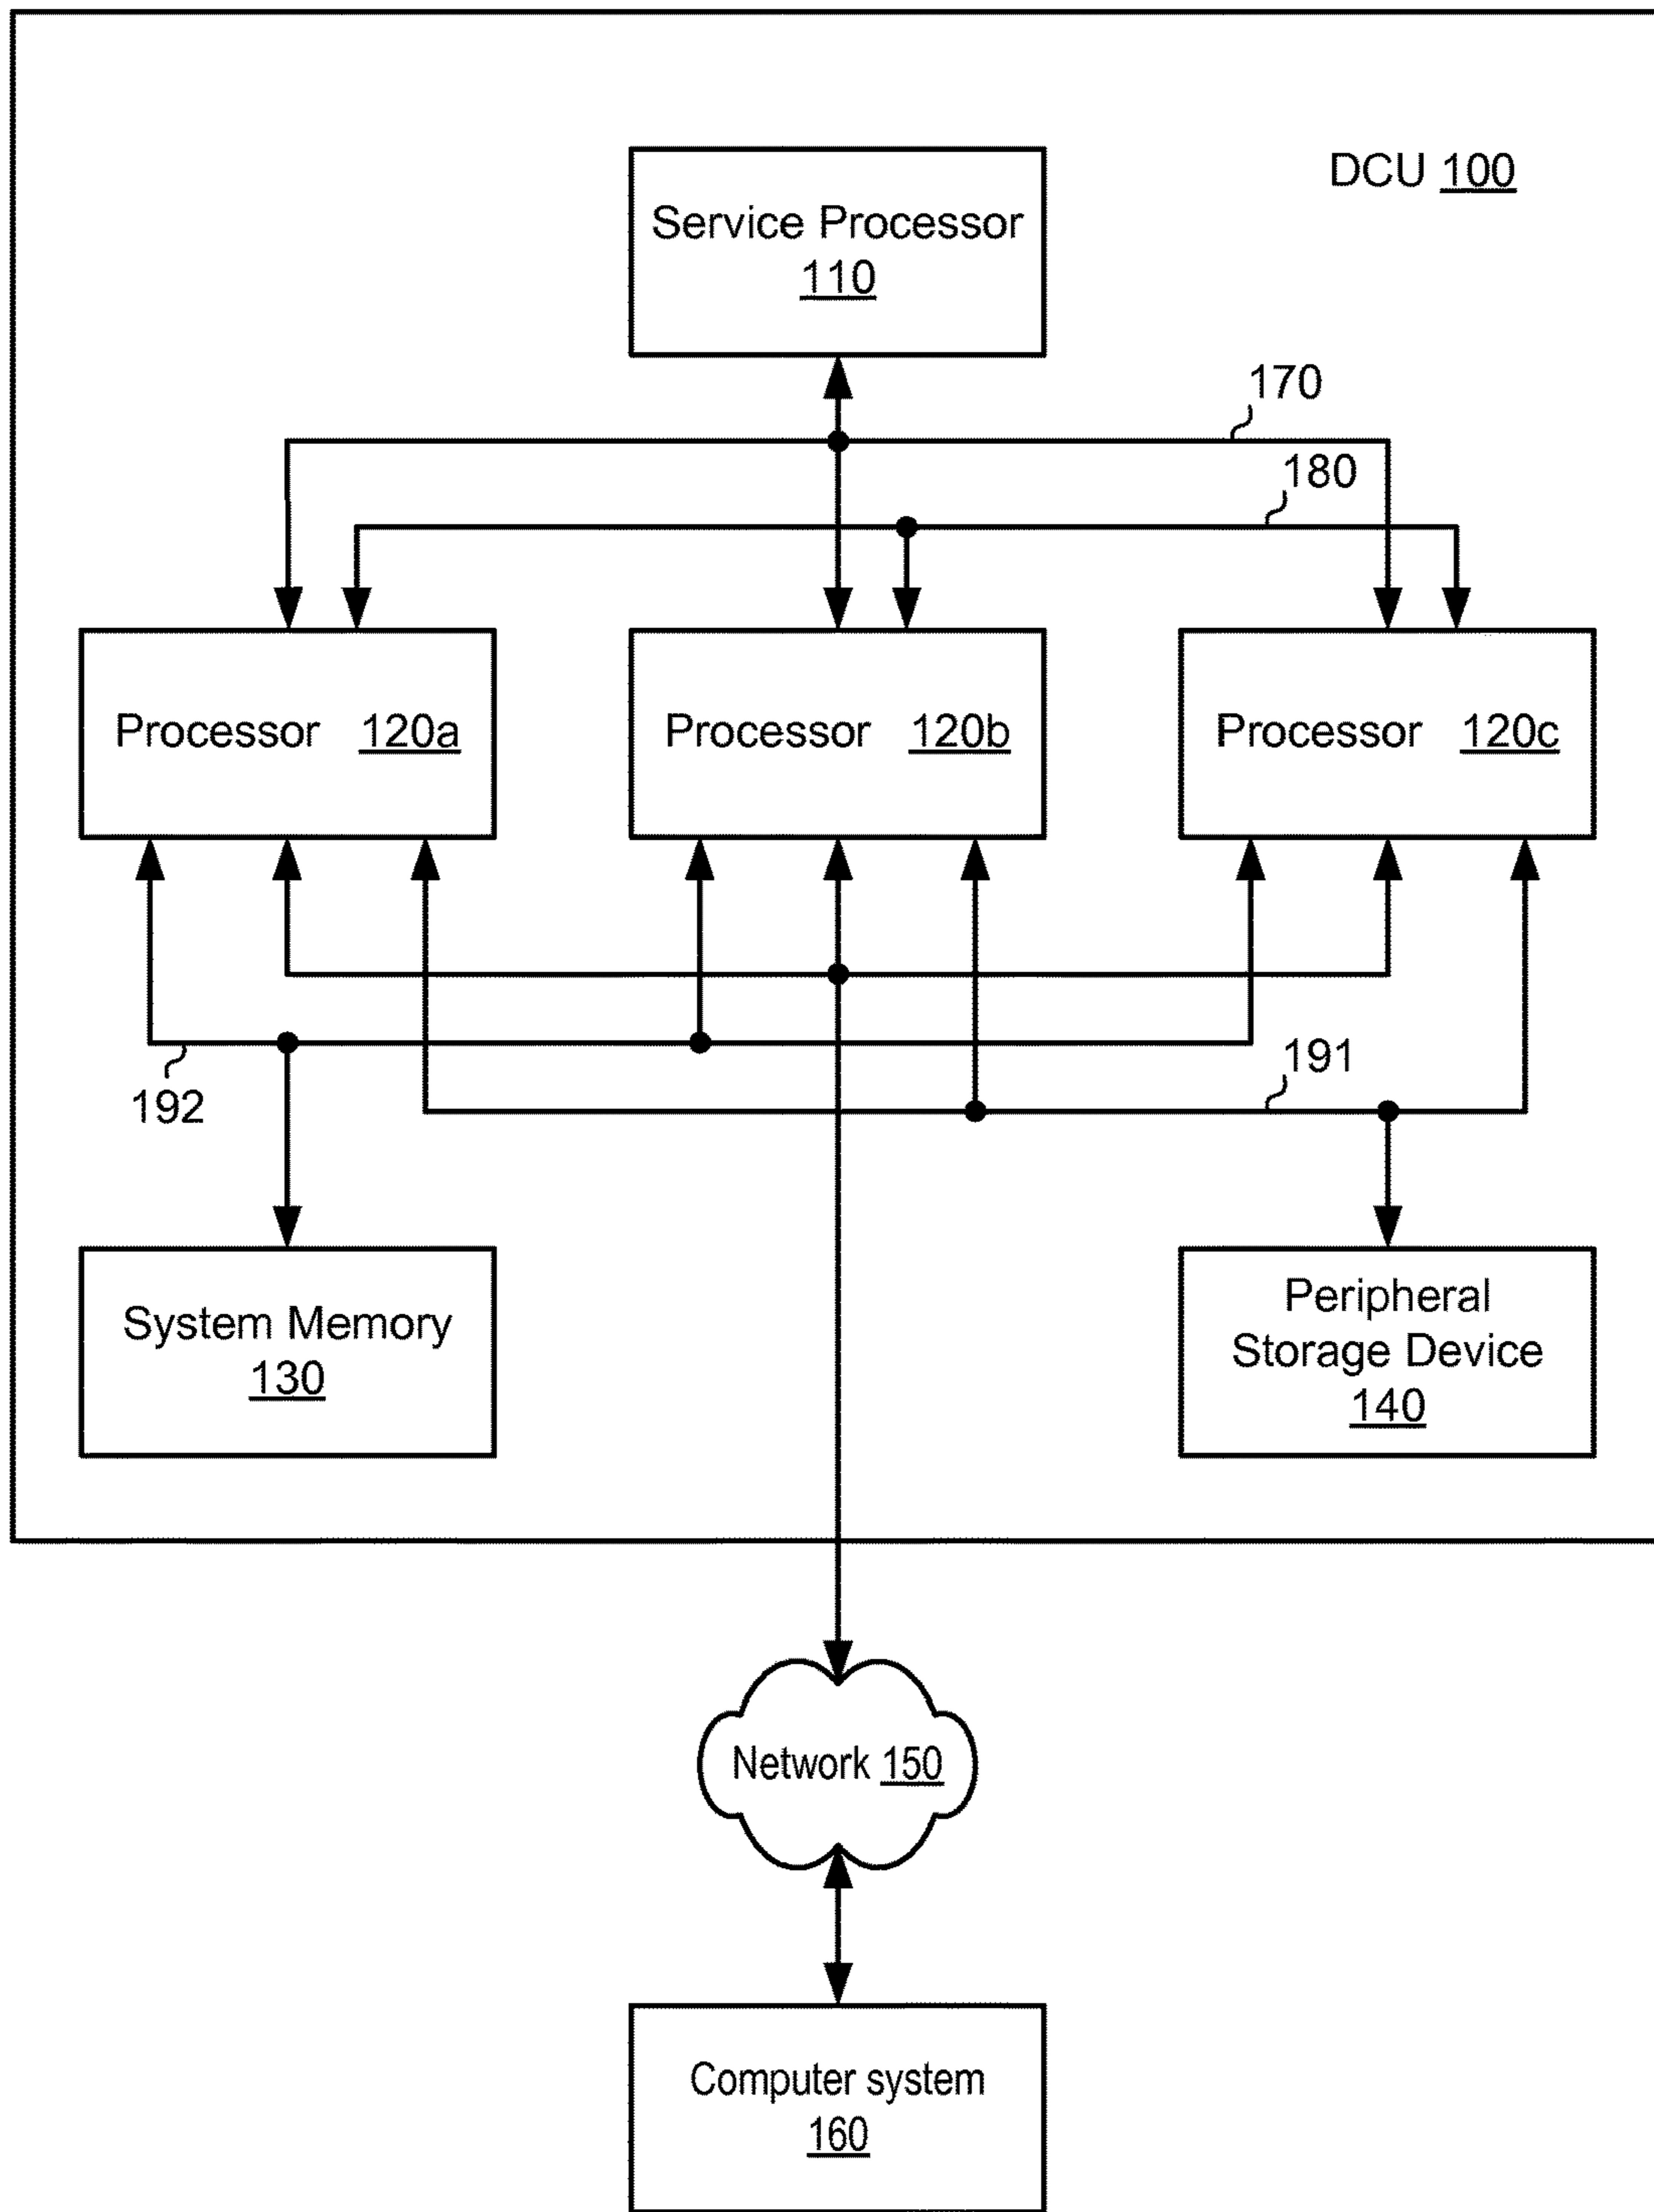 DCU 100
Service Processor
110
170
180
Processor 120a
Processor 120b
Processor 120c
192
191
System Memory
130
Peripheral
Storage Device
140
Network 150
Computer system
160